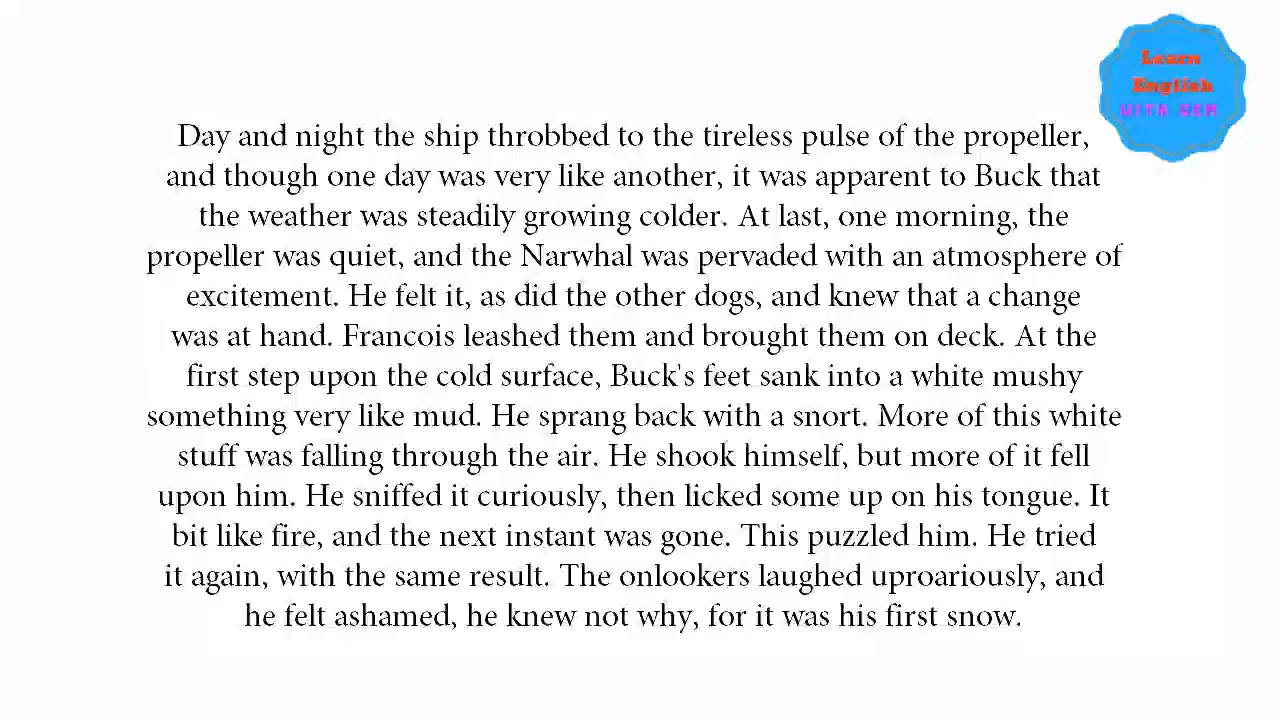 Learn
English
WITH GEM
Day and night the ship throbbed to the tireless pulse of the propeller,
and though one day was very like another, it was apparent to Buck that
the weather was steadily growing colder. At last, one morning, the
propeller was quiet, and the Narwhal was pervaded with an atmosphere of
excitement. He felt it, as did the other dogs, and knew that a change
was at hand. Francois leashed them and brought them on deck. At the
first step upon the cold surface, Buck's feet sank into a white mushy
something very like mud. He sprang back with a snort. More of this white
stuff was falling through the air. He shook himself, but more of it fell
upon him. He sniffed it curiously, then licked some up on his tongue. It
bit like fire, and the next instant was gone. This puzzled him. He tried
it again, with the same result. The onlookers laughed uproariously, and
he felt ashamed, he knew not why, for it was his first snow.